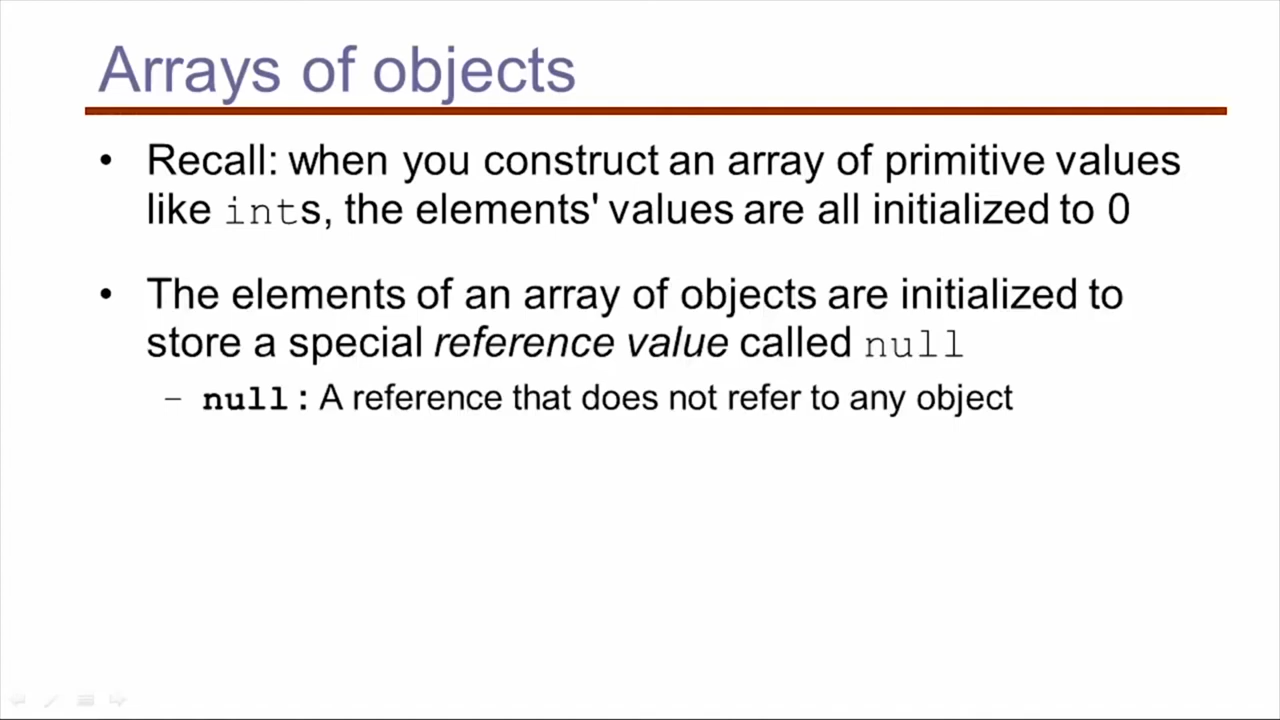 Arrays of objects
• Recall: when you construct an array of primitive values
like ints, the elements' values are all initialized to 0
• The elements of an array of objects are initialized to
store a special reference value called null
– null: A reference that does not refer to any object